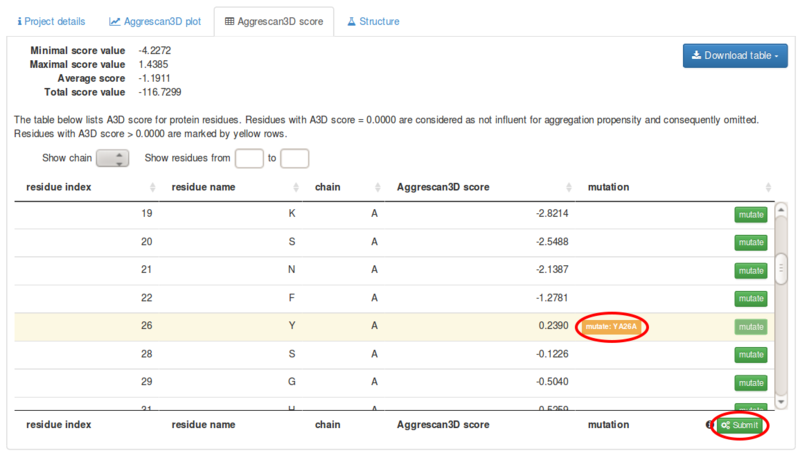 Project details Aggrescan3D plot Aggrescan3D score Structure
Minimal score value -4.2272
Maximal score value 1.4385
Average score -1.1911
Total score value -116.7299
Download table
The table below lists A3D score for protein residues. Residues with A3D score = 0.0000 are considered as not influent for aggregation propensity and consequently omitted.
Residues with A3D score > 0.0000 are marked by yellow rows.
Show chain Show residues from to
residue index residue name chain Aggrescan3D score mutation
19 K A -2.8214 mutate
20 S A -2.5488 mutate
21 N A -2.1387 mutate
22 F A -1.2781 mutate
26 Y A 0.2390 mutate: YA26A mutate
28 S A -0.1226 mutate
29 G A -0.5040 mutate
residue index residue name chain Aggrescan3D score mutation Submit